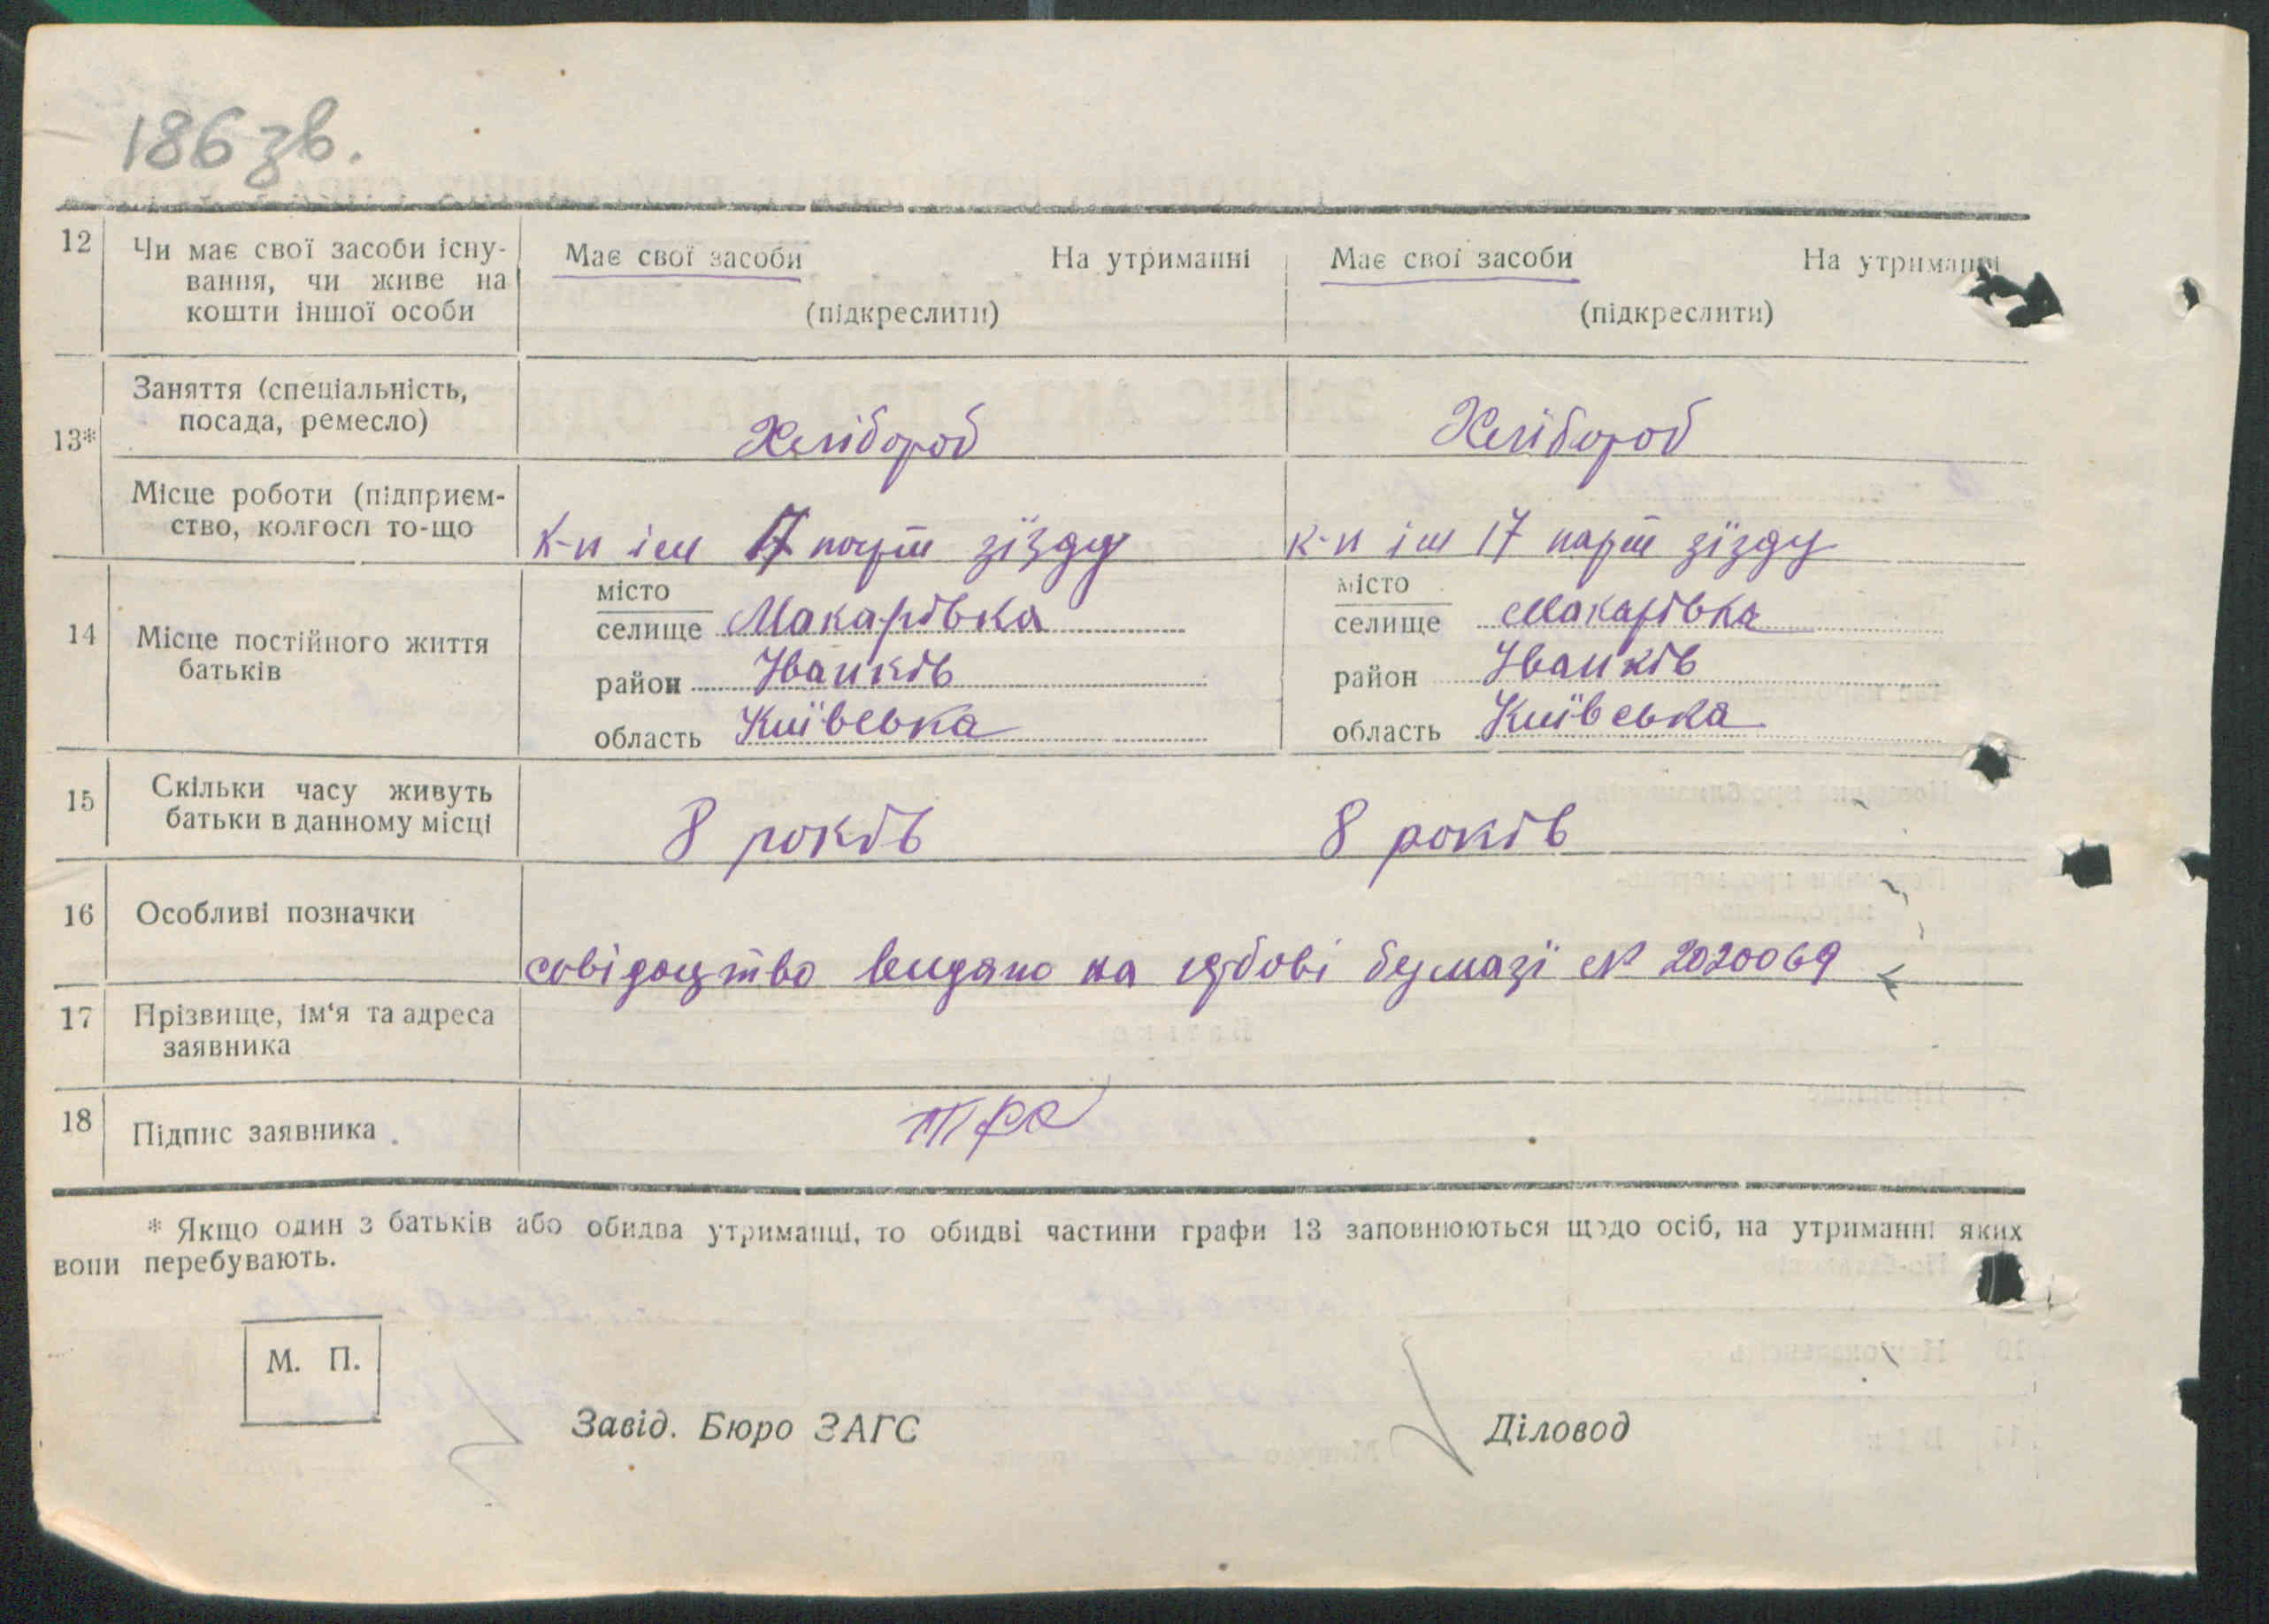 186 зв.
12 Чи має свої засоби існу- Має свої засоби На утриманні Має свої засоби На утриманні
вання, чи живе на
кошти іншої особи (підкреслити) (підкреслити)
Заняття (спеціальність,
13* посада, ремесло) Хлібороб Хлібороб
Місце роботи (підприєм-
ство, колгосп то-що к-п ім 17 парт зїзду к-п ім 17 парт зїзду
місто місто
14 Місце постійного життя селище Макарівка селище Макарівка
батьків район Іванків район Іванків
область Київська область Київська
15 Скільки часу живуть
батьки в данному місці 8 років 8 років
16 Особливі позначки
свідоцтво видано на бумазі № 2020069
17 Прізвище, ім'я та адреса
заявника
18 Підпис заявника
* Якщо один з батьків або обидва утриманці, то обидві частини графи 13 заповнюються щодо осіб, на утриманні яких
вони перебувають.
М. П.
Завід. Бюро ЗАГС Діловод